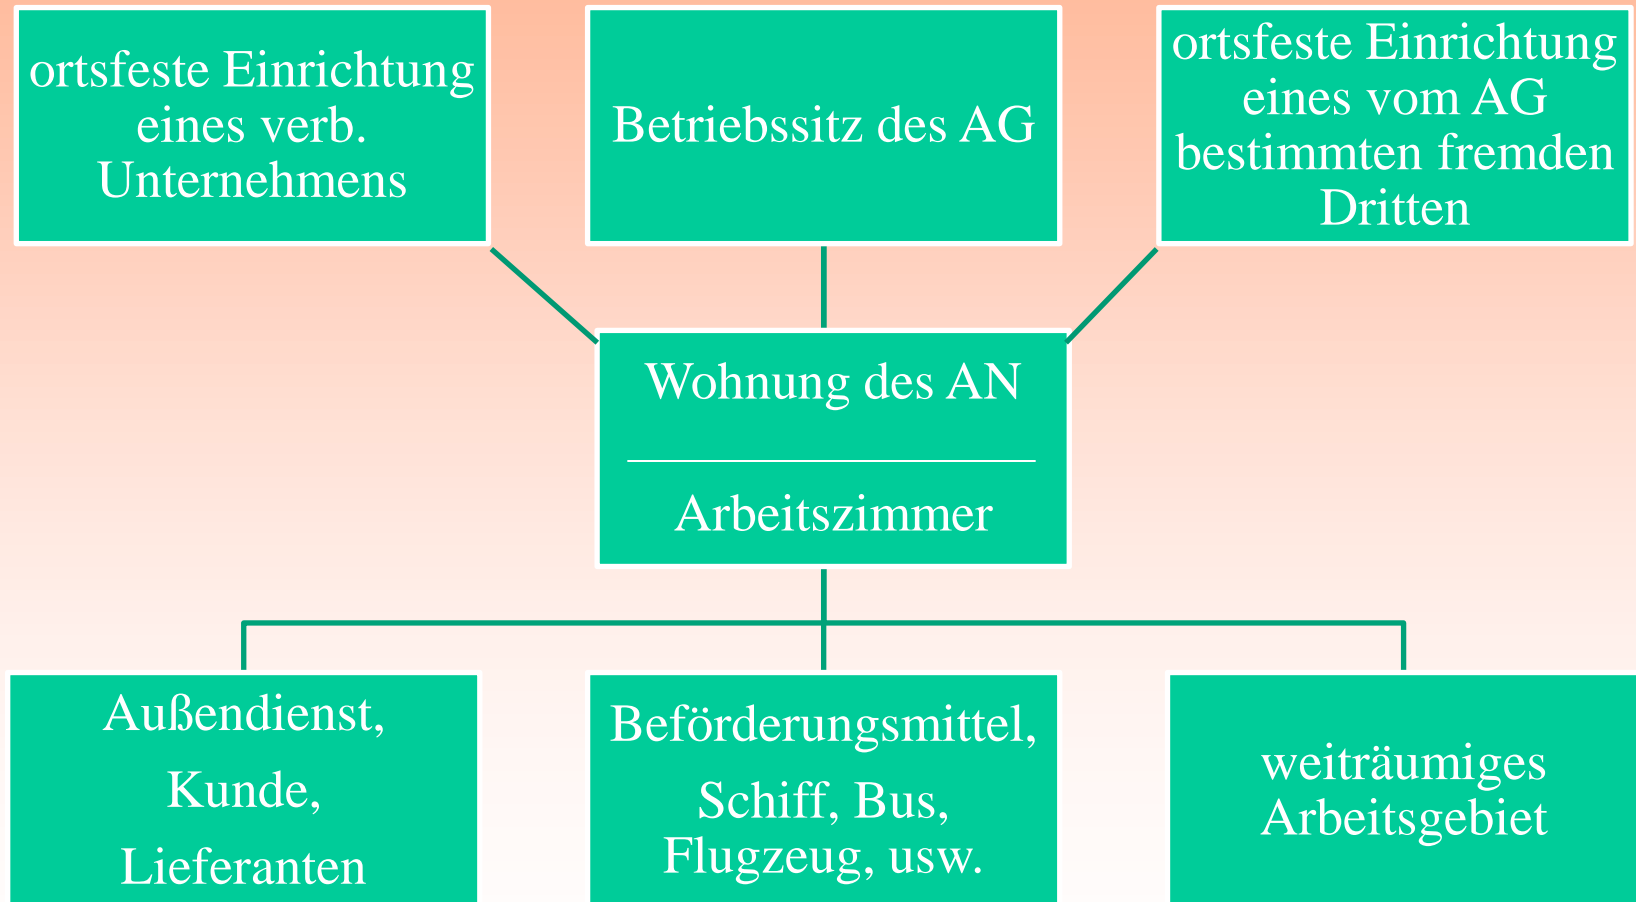 ortsfeste Einrichtung
eines verb.
Unternehmens
Betriebssitz des AG
ortsfeste Einrichtung
eines vom AG
bestimmten fremden
Dritten
Wohnung des AN
Arbeitszimmer
Außendienst,
Kunde,
Lieferanten
Beförderungsmittel,
Schiff, Bus,
Flugzeug, usw.
weiträumiges
Arbeitsgebiet